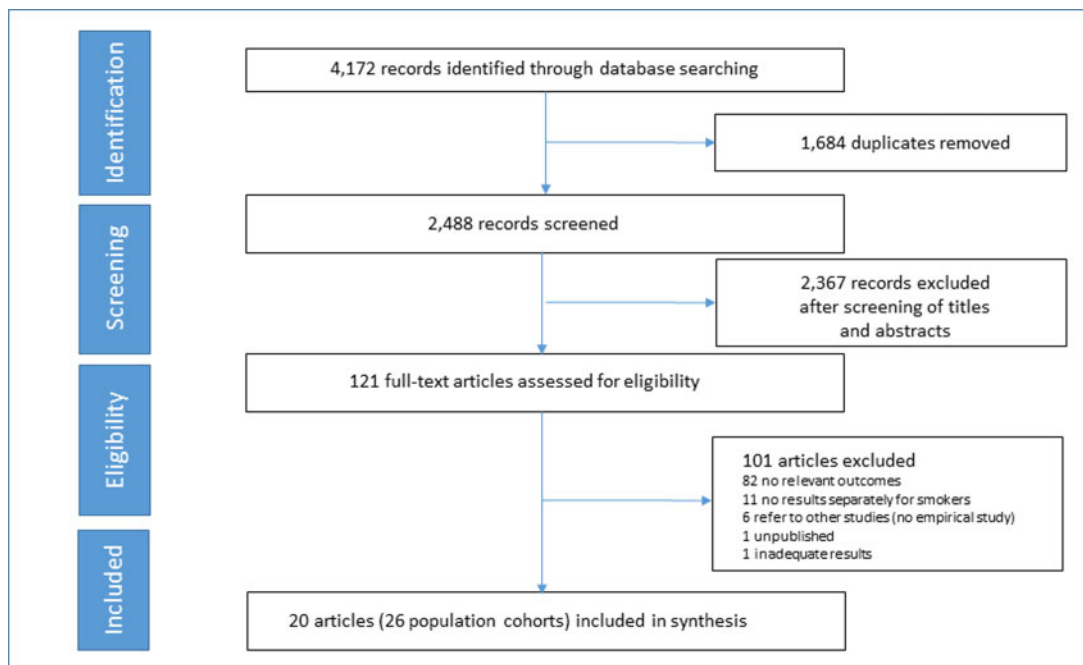 Identification
4,172 records identified through database searching
1,684 duplicates removed
Screening
2,488 records screened
2,367 records excluded
after screening of titles
and abstracts
Eligibility
121 full-text articles assessed for eligibility
101 articles excluded
82 no relevant outcomes
11 no results separately for smokers
6 refer to other studies (no empirical study)
1 unpublished
1 inadequate results
Included
20 articles (26 population cohorts) included in synthesis